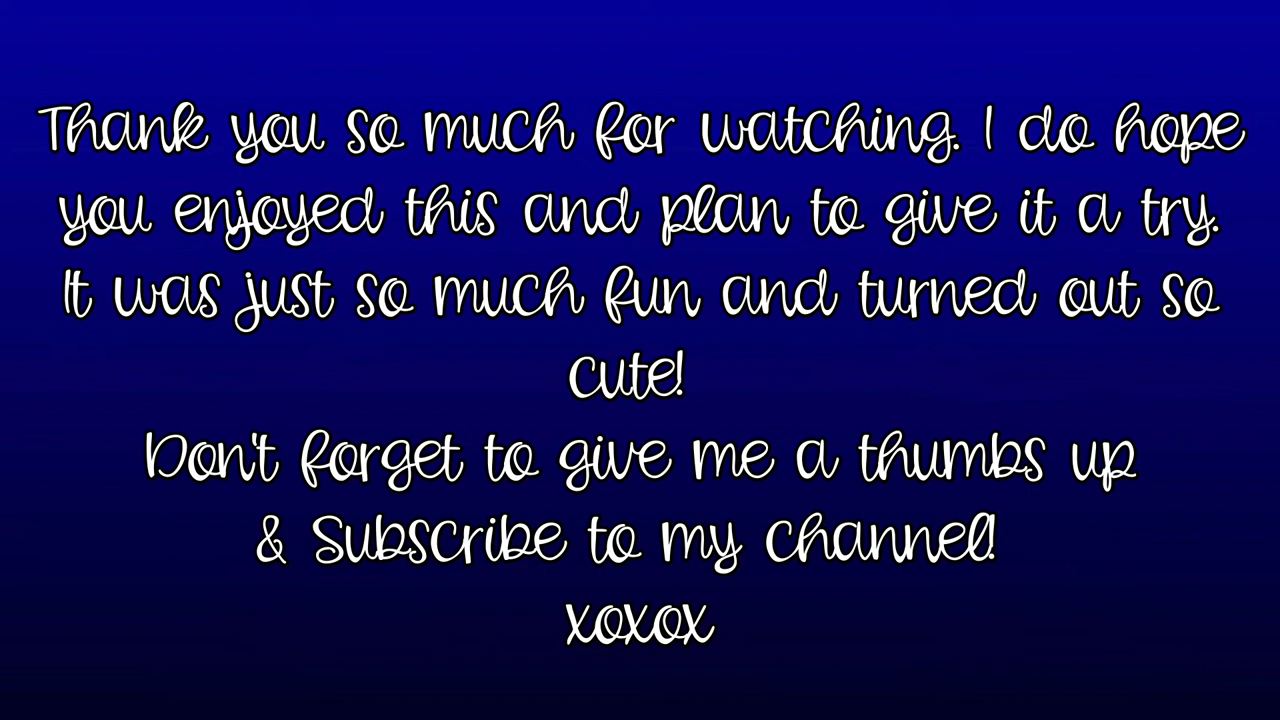 Thank you so much for watching. I do hope
you enjoyed this and plan to give it a try.
It was just so much fun and turned out so
cute!
Don't forget to give me a thumbs up
& Subscribe to my channel!
xoxox